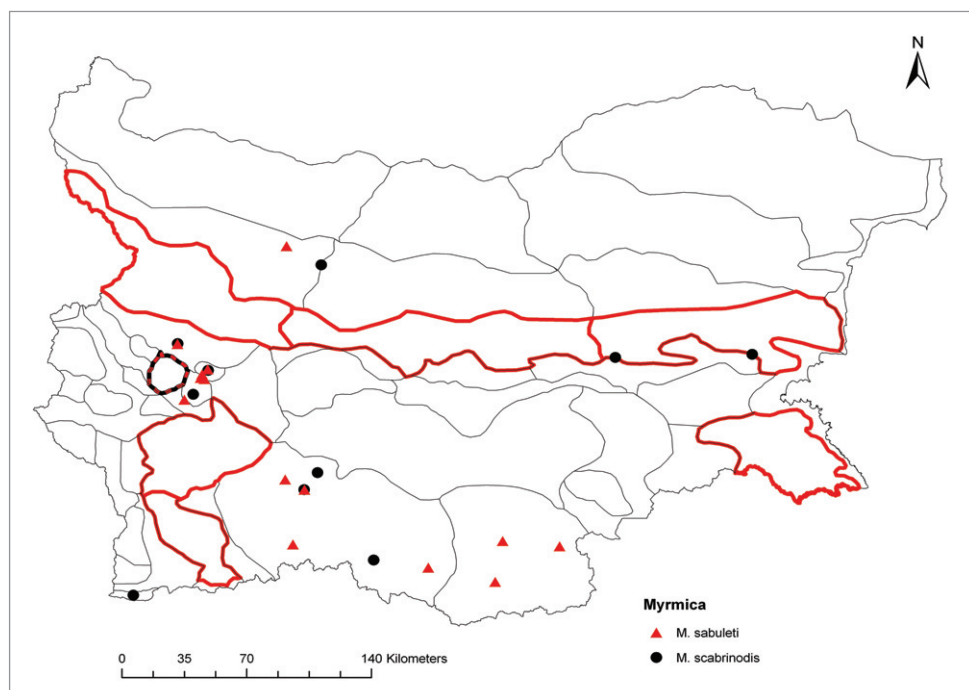 N
Myrmica
M. sabuleti
M. scabrinodis
0 35 70 140 Kilometers